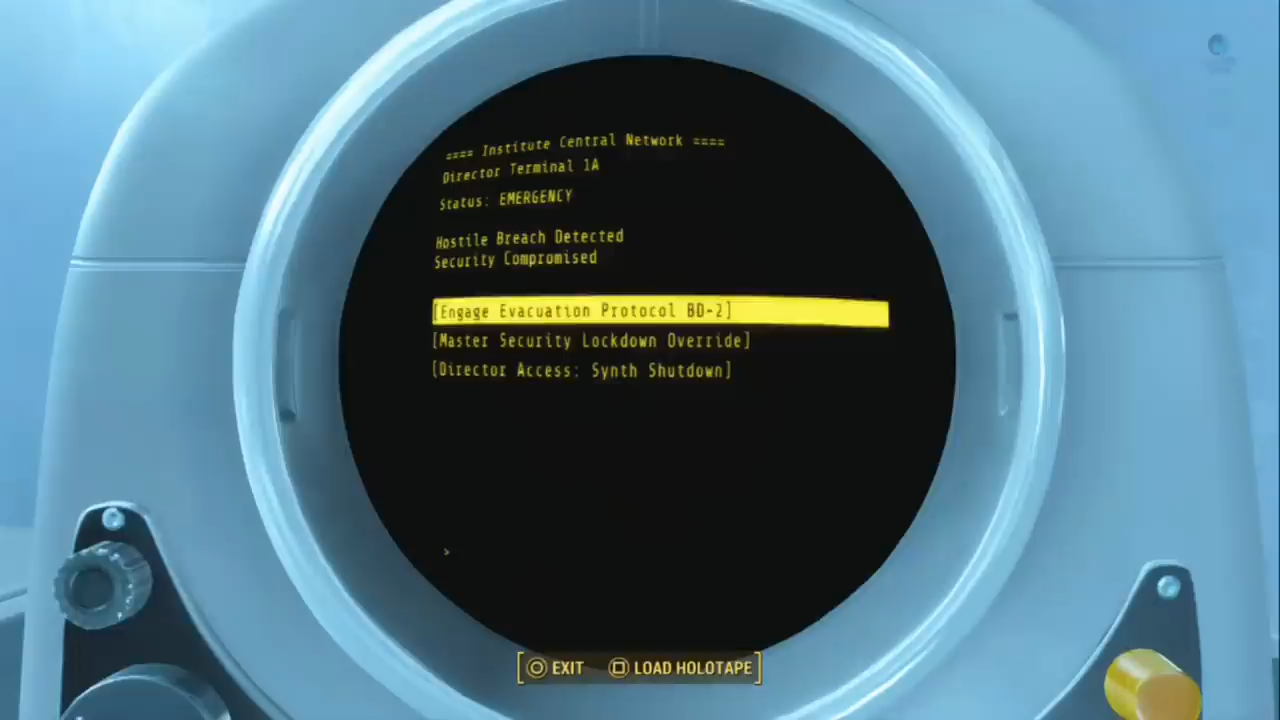 ==== Institute Central Network ====
Director Terminal 1A
Status: EMERGENCY
Hostile Breach Detected
Security Compromised
[Engage Evacuation Protocol BD-2]
[Master Security Lockdown Override]
[Director Access: Synth Shutdown]
>
EXIT LOAD HOLOTAPE